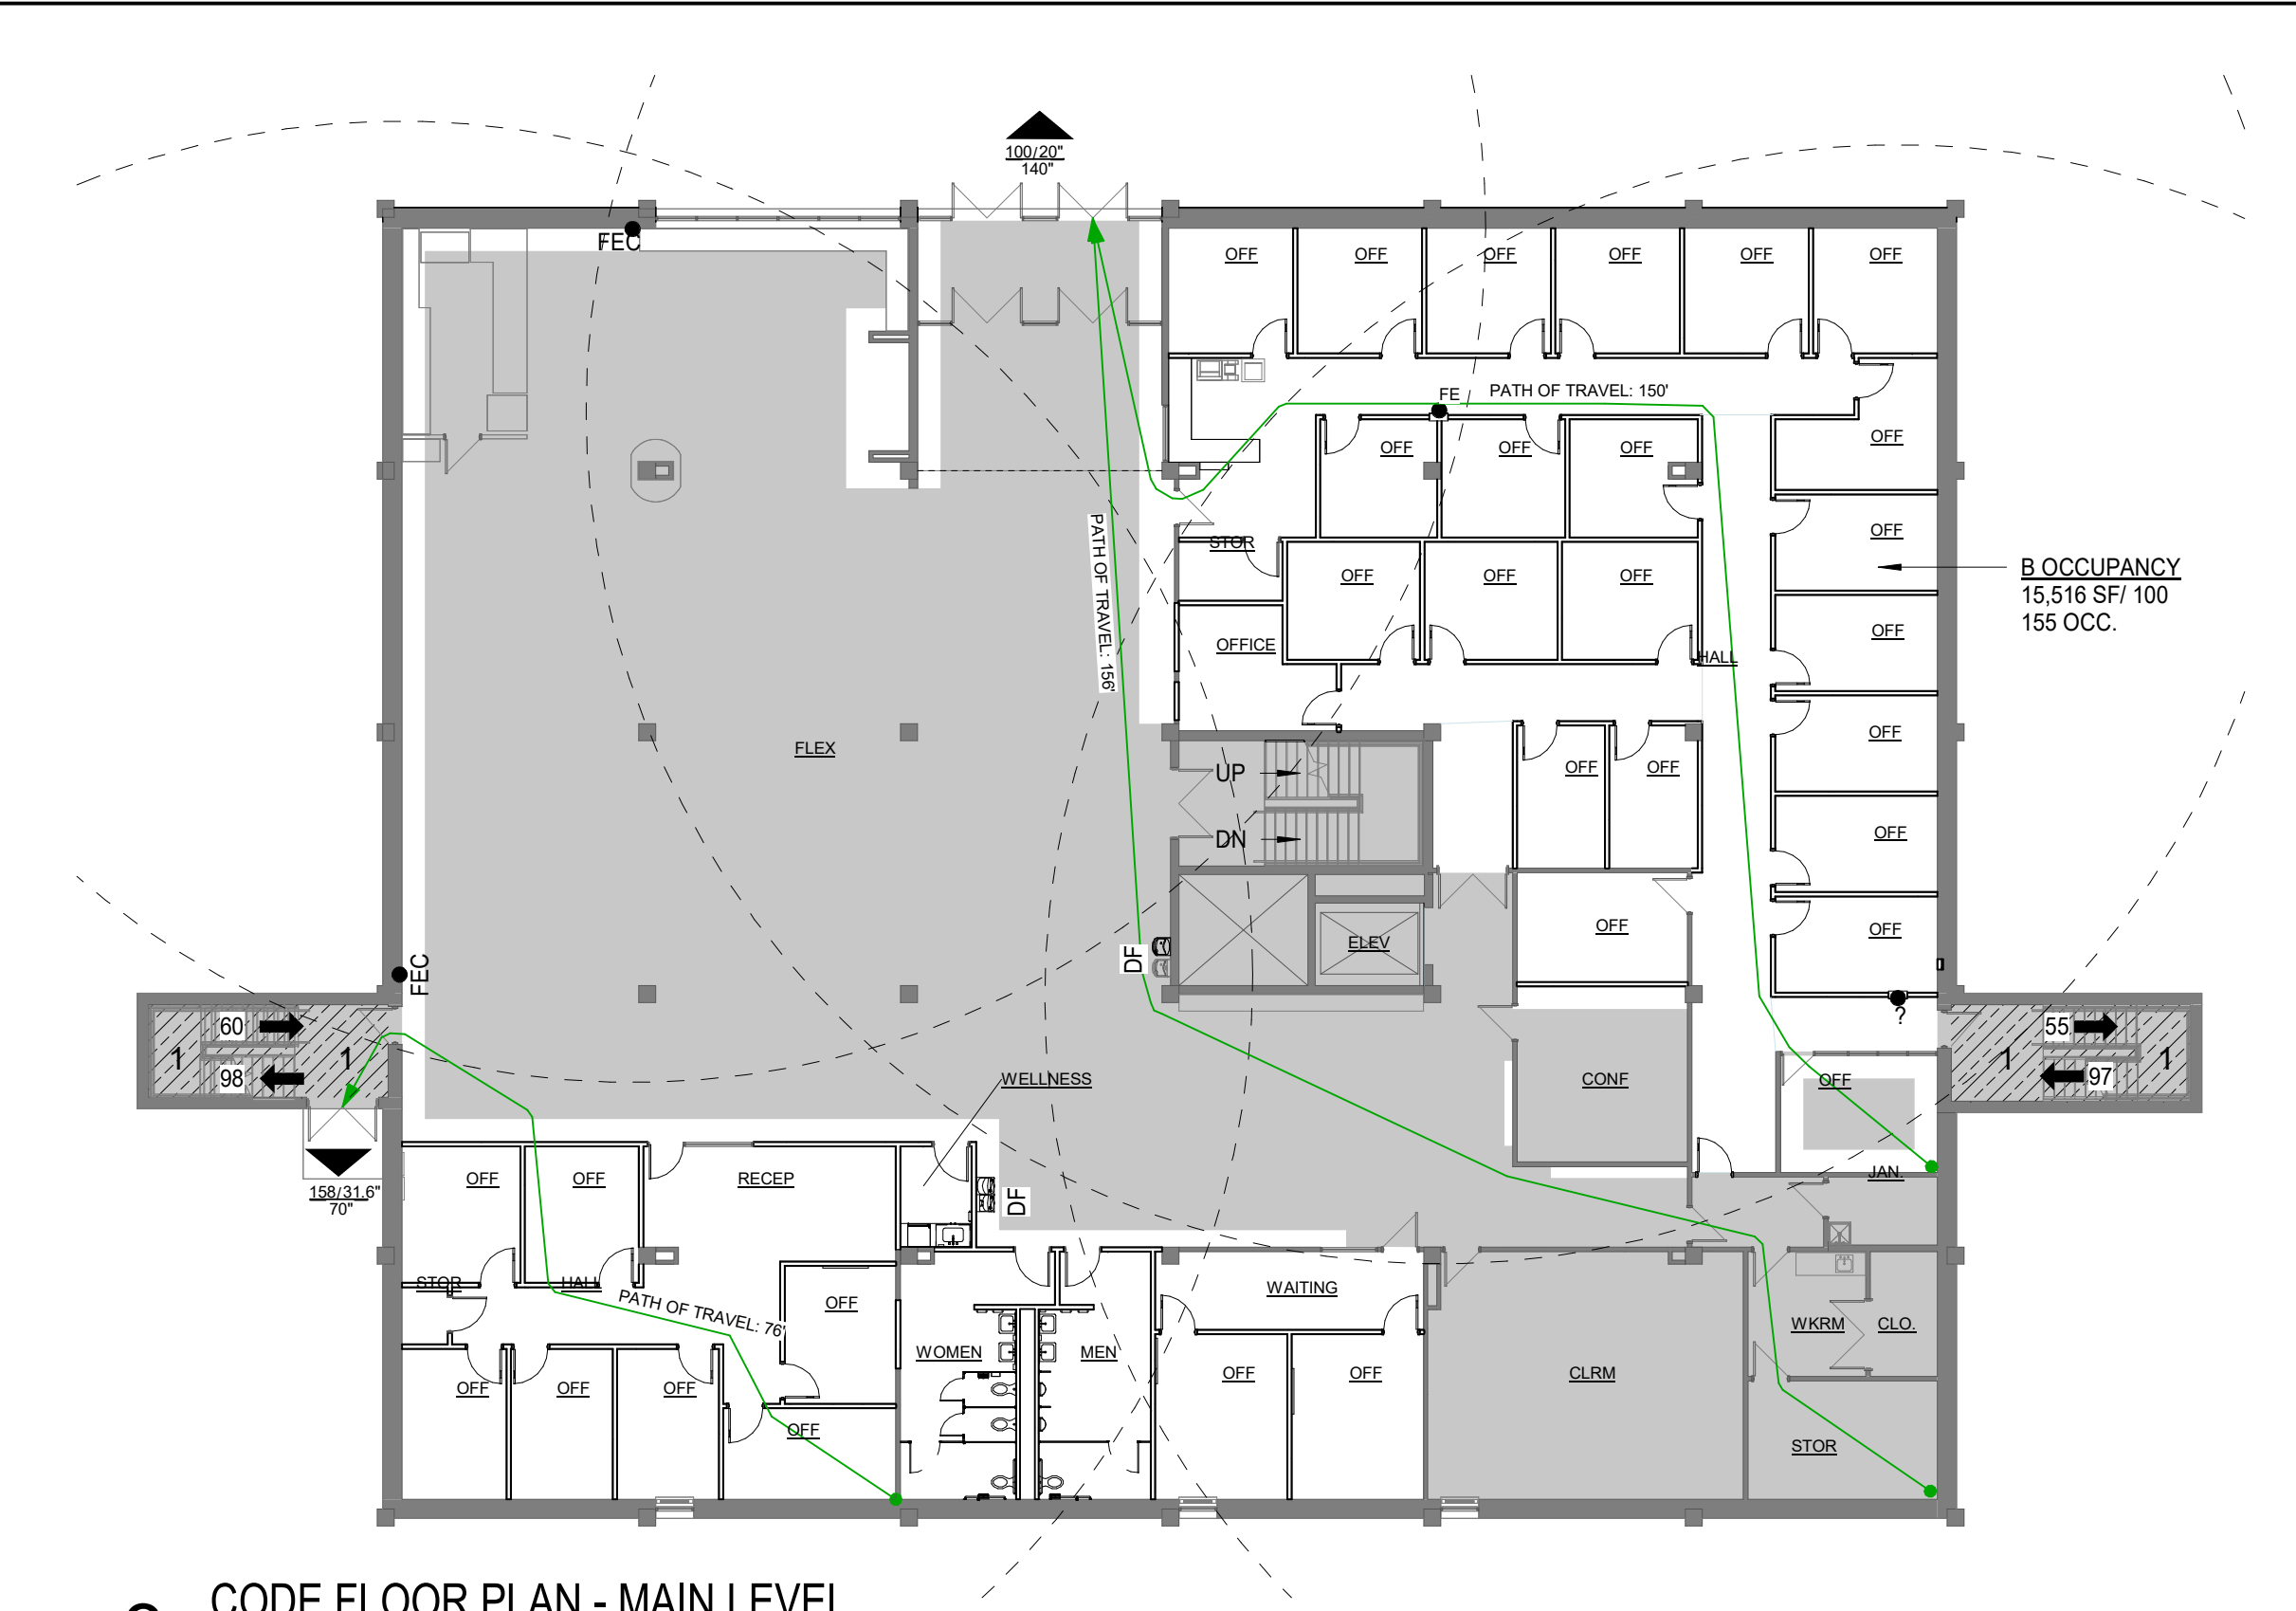 100/20"
140"
FEC
OFF
OFF
OFF
OFF
OFF
OFF
FE
PATH OF TRAVEL: 150'
OFF
OFF
OFF
OFF
OFF
STOR
PATH OF TRAVEL: 156'
OFF
OFF
OFF
B OCCUPANCY
15,516 SF/ 100
155 OCC.
OFFICE
OFF
HALL
FLEX
UP
OFF
OFF
OFF
DN
OFF
OFF
OFF
ELEV
DF
FEC
?
60
1
1
98
55
1
1
97
WELLNESS
CONF
OFF
158/31.6"
70"
OFF
OFF
RECEP
DF
JAN.
STOR
HALL
OFF
WAITING
PATH OF TRAVEL: 76'
WOMEN
MEN
WKRM
CLO.
OFF
OFF
OFF
OFF
OFF
CLRM
OFF
STOR
CODE FLOOR PLAN - MAIN LEVEL